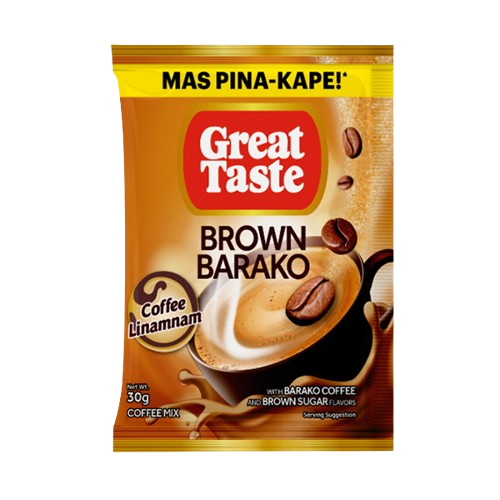 MAS PINA-KAPE!*
Great
Taste
BROWN
BARAKO
Coffee
Linamnam
Net Wt.
30g
COFFEE MIX
WITH BARAKO COFFEE
AND BROWN SUGAR FLAVORS
Serving Suggestion